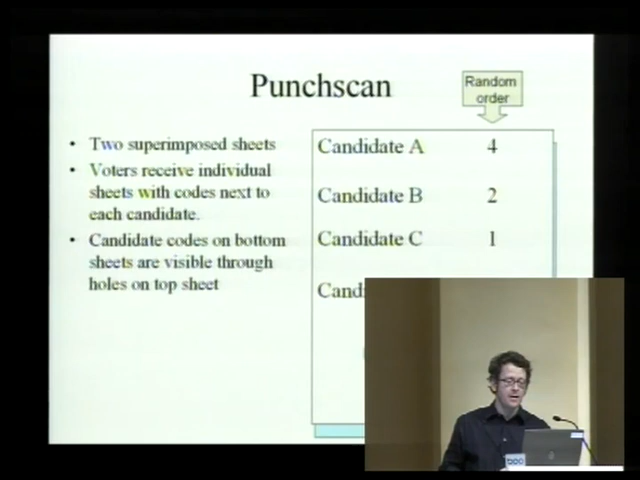 Punchscan
Random
order
• Two superimposed sheets
• Voters receive individual
sheets with codes next to
each candidate.
• Candidate codes on bottom
sheets are visible through
holes on top sheet
Candidate A 4
Candidate B 2
Candidate C 1
Candi